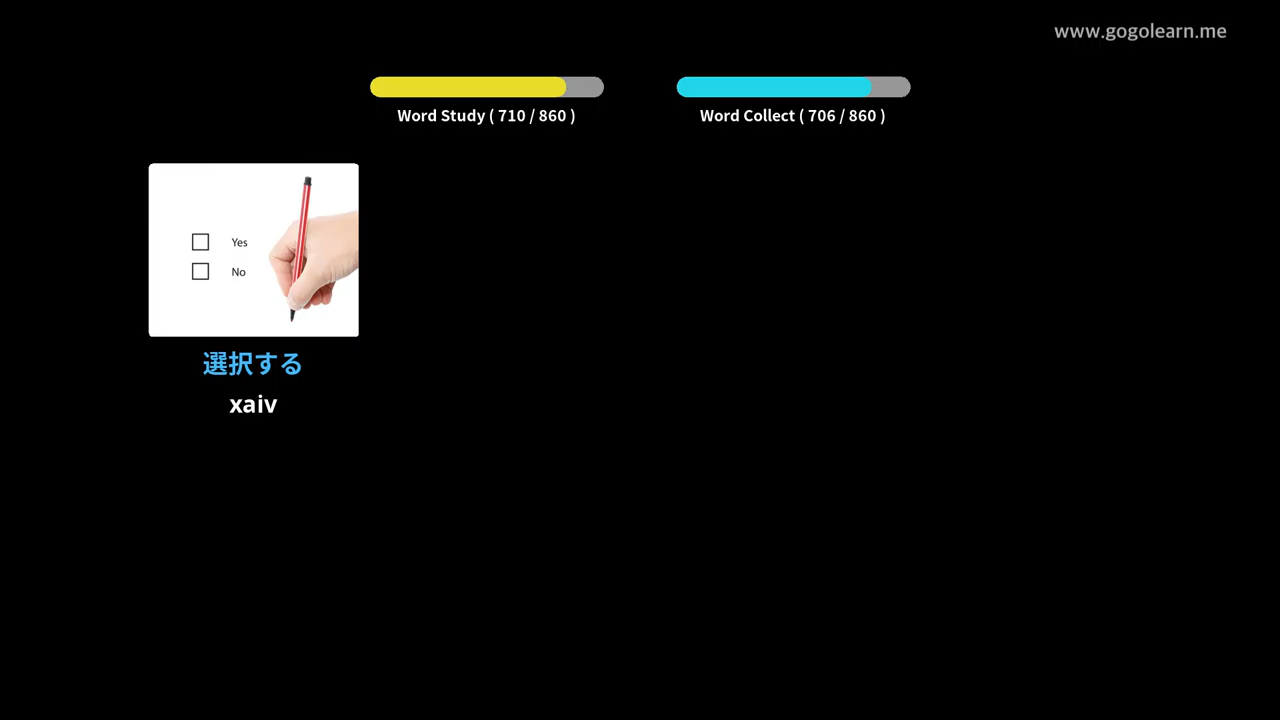 www.gogolearn.me
Word Study ( 710 / 860 )
Word Collect ( 706 / 860 )
Yes
No
選択する
xaiv